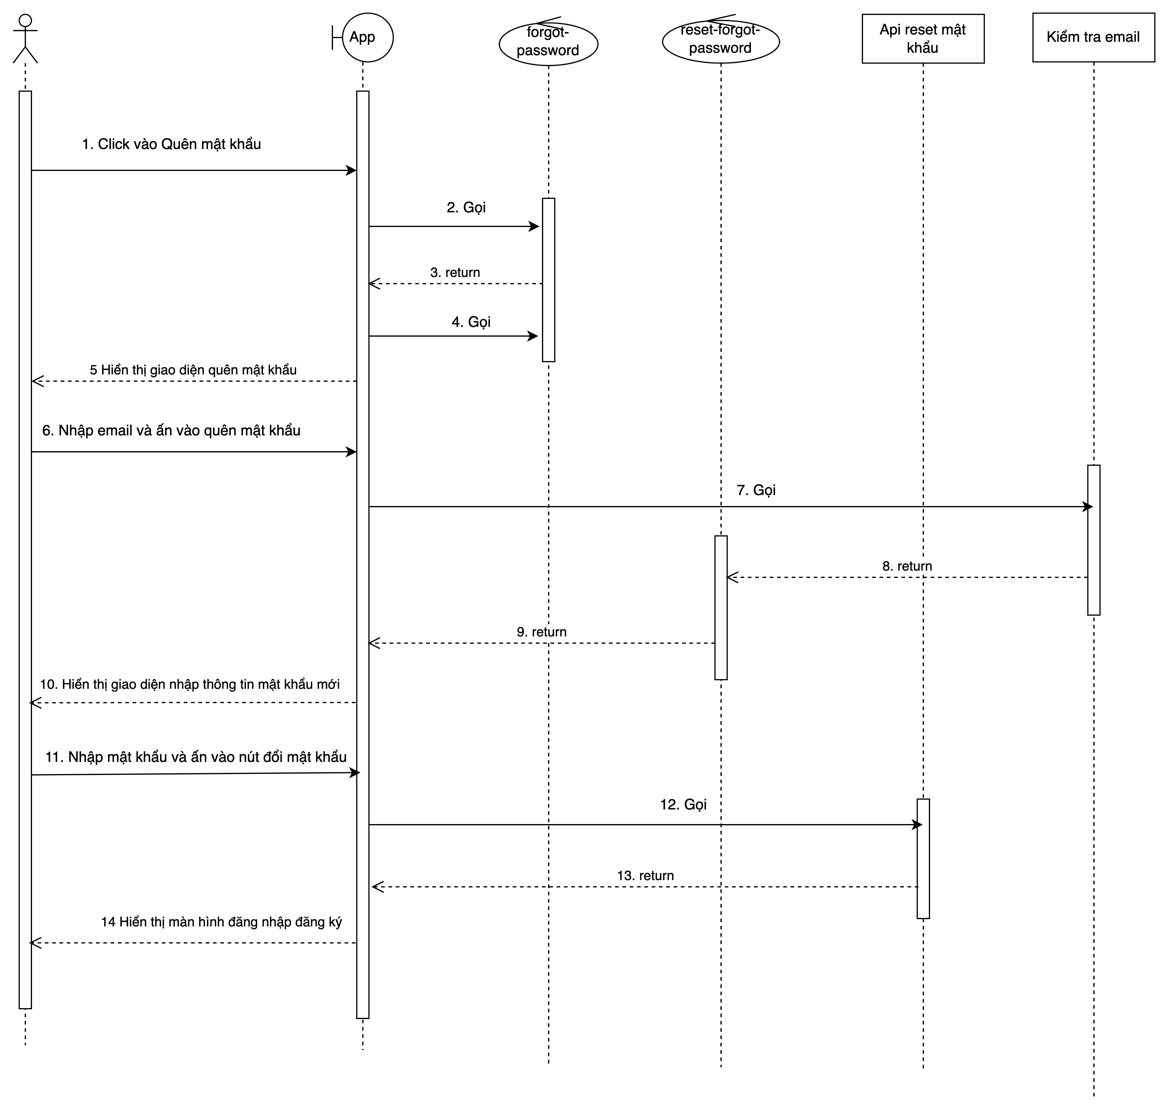 App
forgot-
password
reset-forgot-
password
Api reset mật
khẩu
Kiểm tra email
1. Click vào Quên mật khẩu
2. Gọi
3. return
4. Gọi
5 Hiển thị giao diện quên mật khẩu
6. Nhập email và ấn vào quên mật khẩu
7. Gọi
8. return
9. return
10. Hiển thị giao diện nhập thông tin mật khẩu mới
11. Nhập mật khẩu và ấn vào nút đổi mật khẩu
12. Gọi
13. return
14 Hiển thị màn hình đăng nhập đăng ký